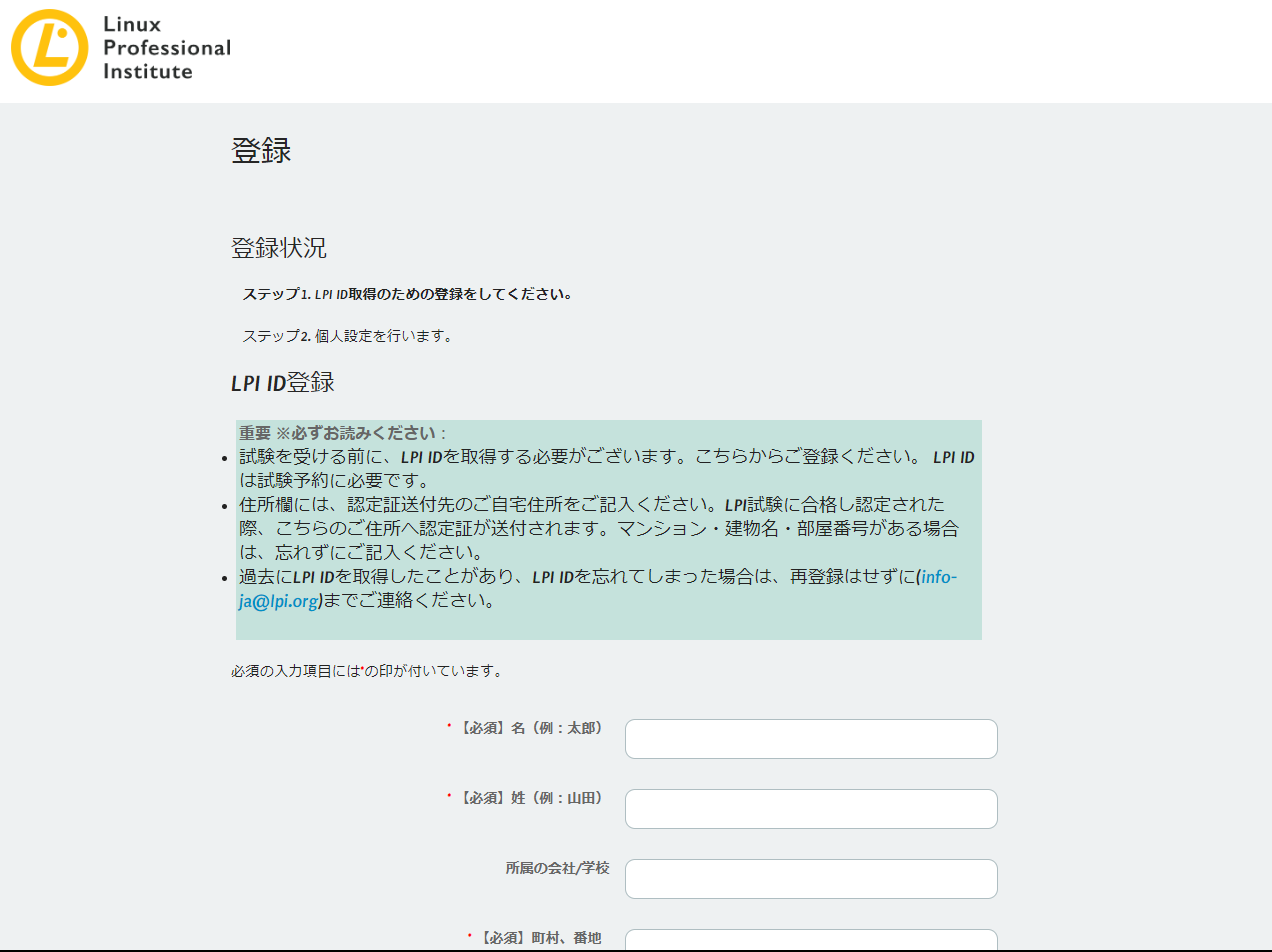 Linux
Professional
Institute
登録
登録状況
ステップ1. LPI ID取得のための登録をしてください。
ステップ2. 個人設定を行います。
LPI ID登録
重要 ※必ずお読みください：
試験を受ける前に、LPI IDを取得する必要がございます。こちらからご登録ください。 LPI ID
は試験予約に必要です。
住所欄には、認定証送付先のご自宅住所をご記入ください。LPI試験に合格し認定された
際、こちらのご住所へ認定証が送付されます。マンション・建物名・部屋番号がある場合
は、忘れずにご記入ください。
過去にLPI IDを取得したことがあり、LPI IDを忘れてしまった場合は、再登録はせずに(info-
ja@lpi.org)までご連絡ください。
必須の入力項目には*の印が付いています。
* 【必須】名（例：太郎）
* 【必須】姓（例：山田）
所属の会社/学校
* 【必須】町村、番地